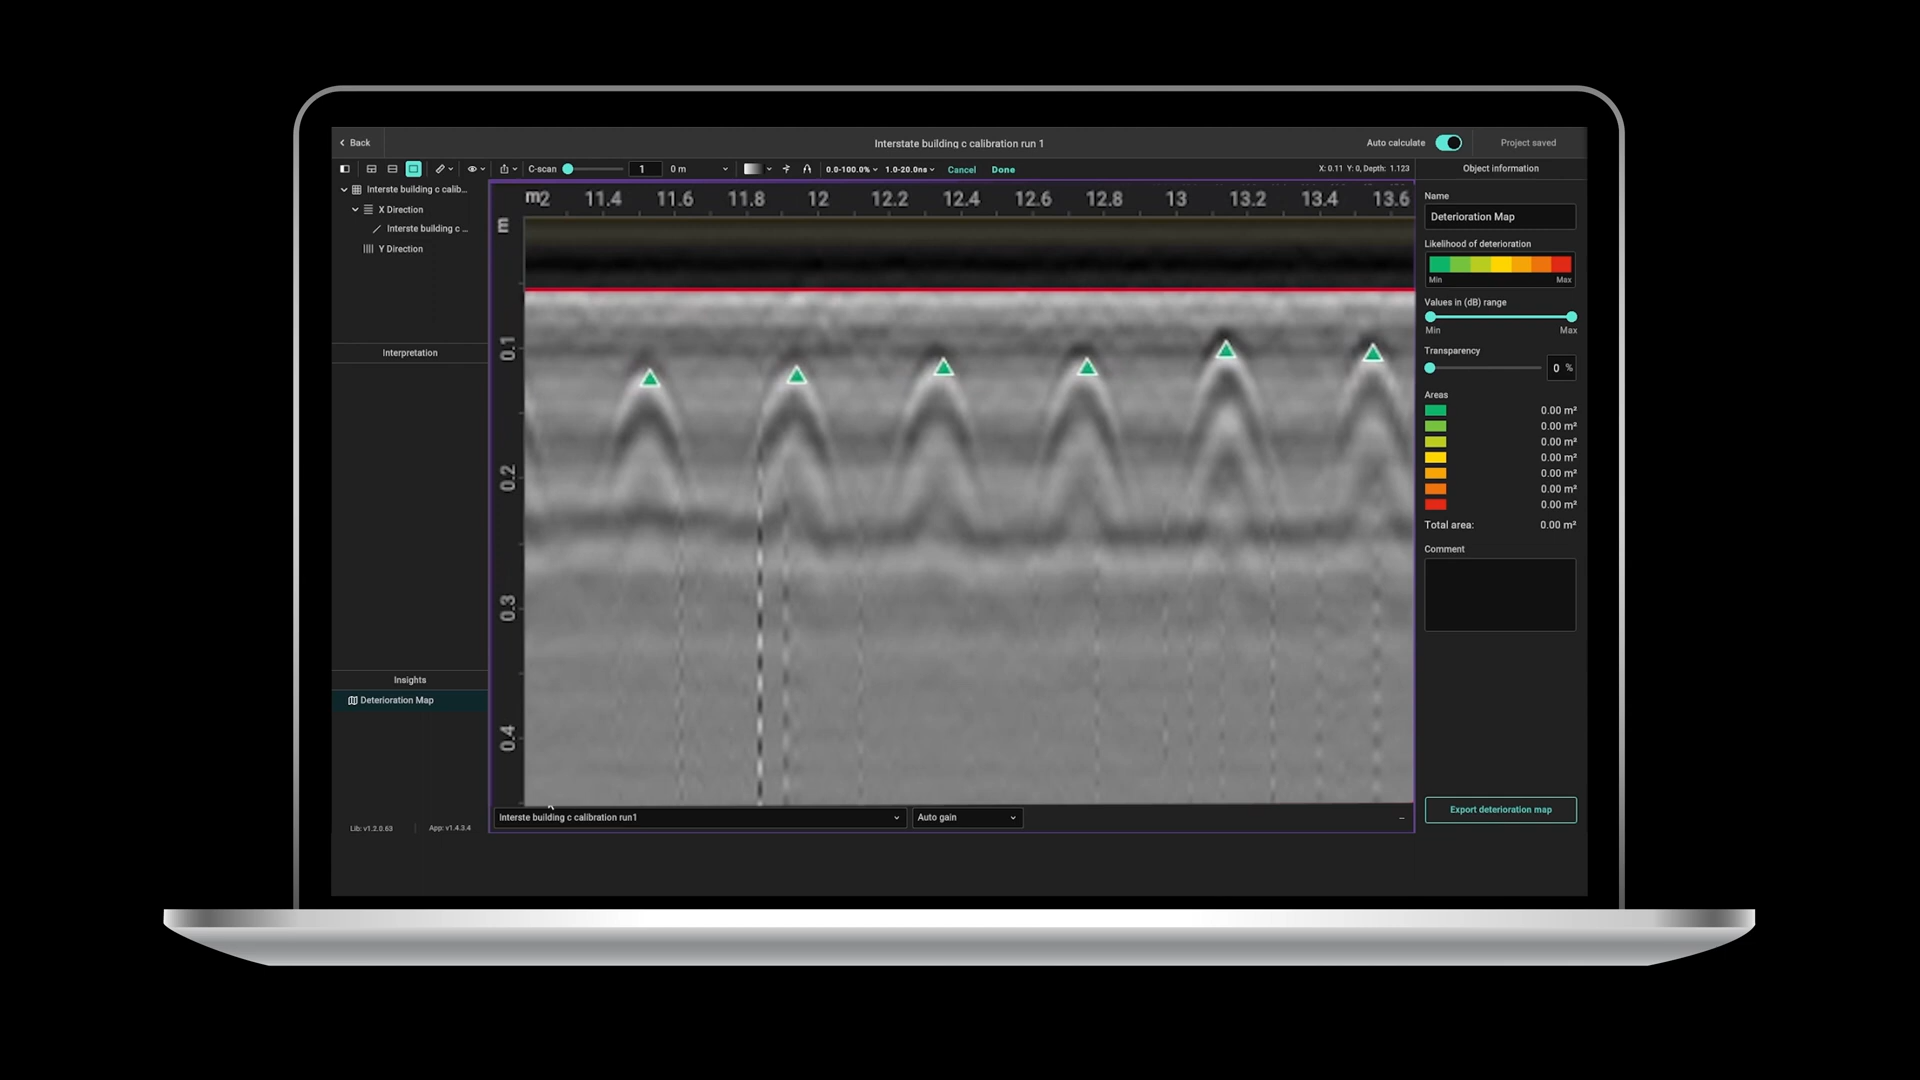 Back
Interstate building c calibration run 1
Auto calculate
Project saved
C-scan
1
0 m
0.0-100.0%
1.0-20.0ns
Cancel
Done
X: 0.11 Y: 0, Depth: 1.123
Object information
Interste building c calib...
X Direction
Interste building c ...
Y Direction
Interpretation
Insights
Deterioration Map
Lib: v1.2.0.63
App: v1.4.3.4
m2 11.4 11.6 11.8 12 12.2 12.4 12.6 12.8 13 13.2 13.4 13.6
m
0.1
0.2
0.3
0.4
Interste building c calibration run1
Auto gain
Name
Deterioration Map
Likelihood of deterioration
Min Max
Values in (dB) range
Min Max
Transparency
0 %
Areas
0.00 m²
0.00 m²
0.00 m²
0.00 m²
0.00 m²
0.00 m²
0.00 m²
Total area: 0.00 m²
Comment
Export deterioration map